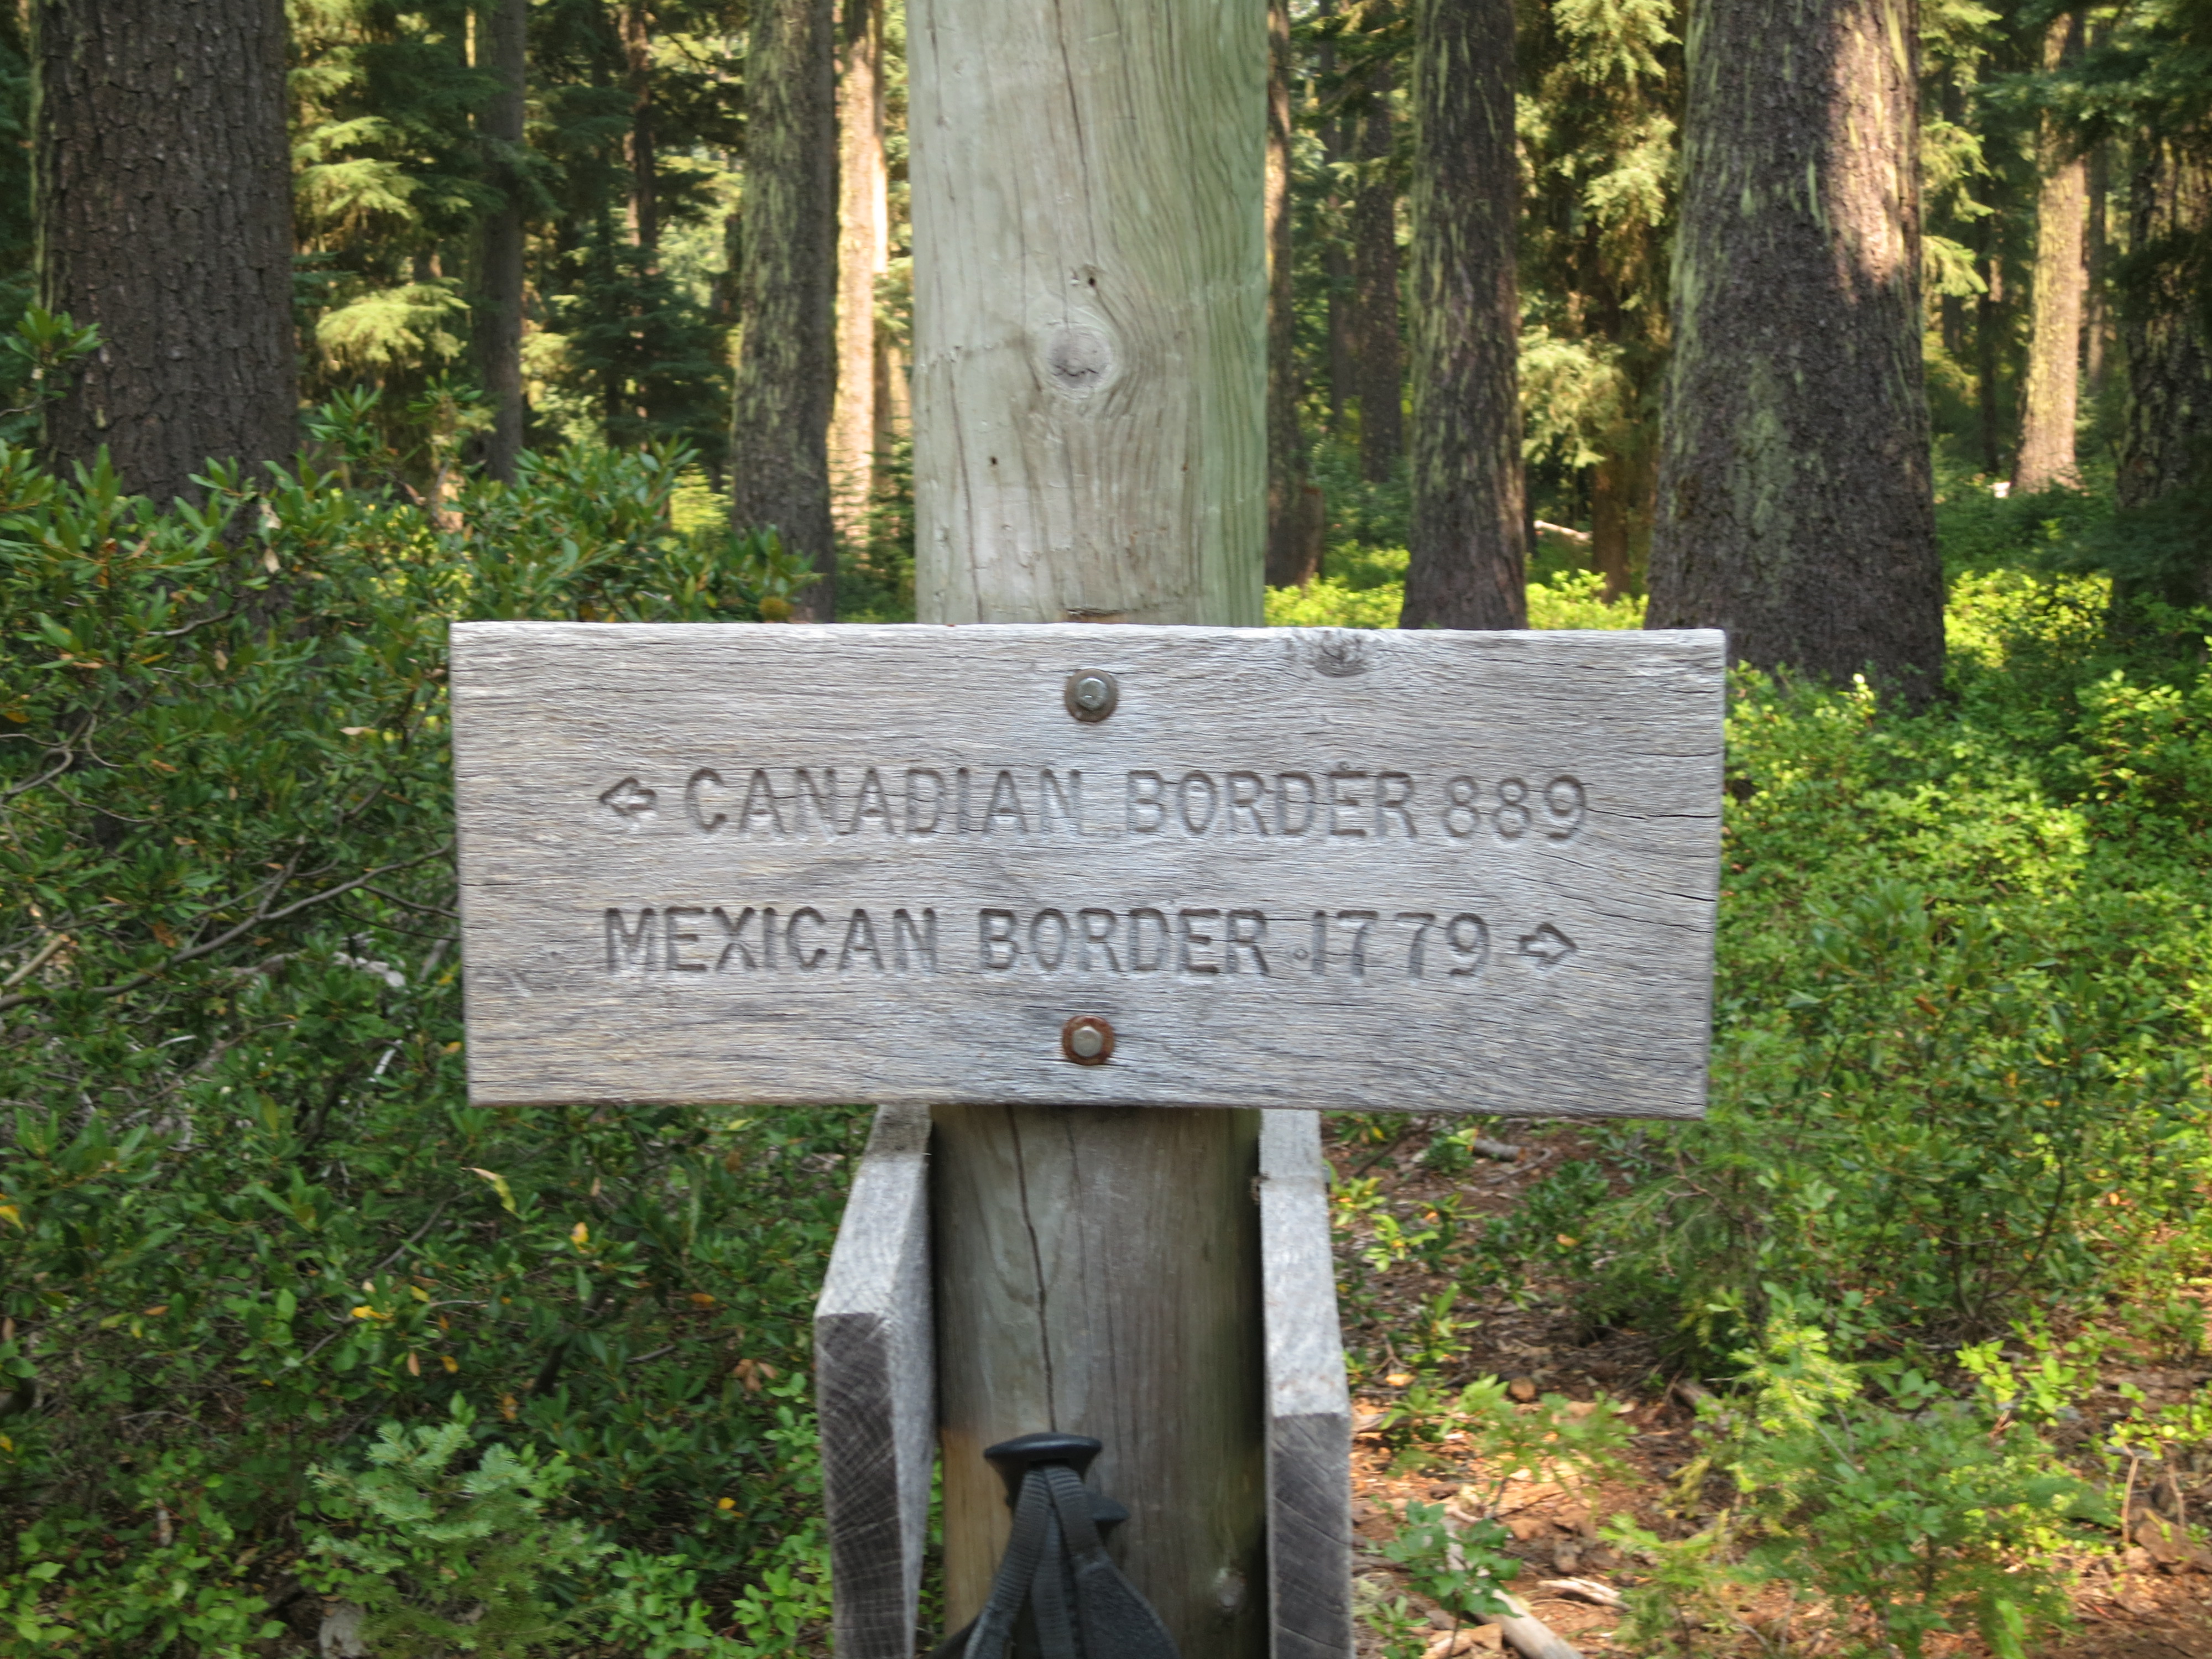 ⇦ CANADIAN BORDER 889
MEXICAN BORDER 1779 ⇨